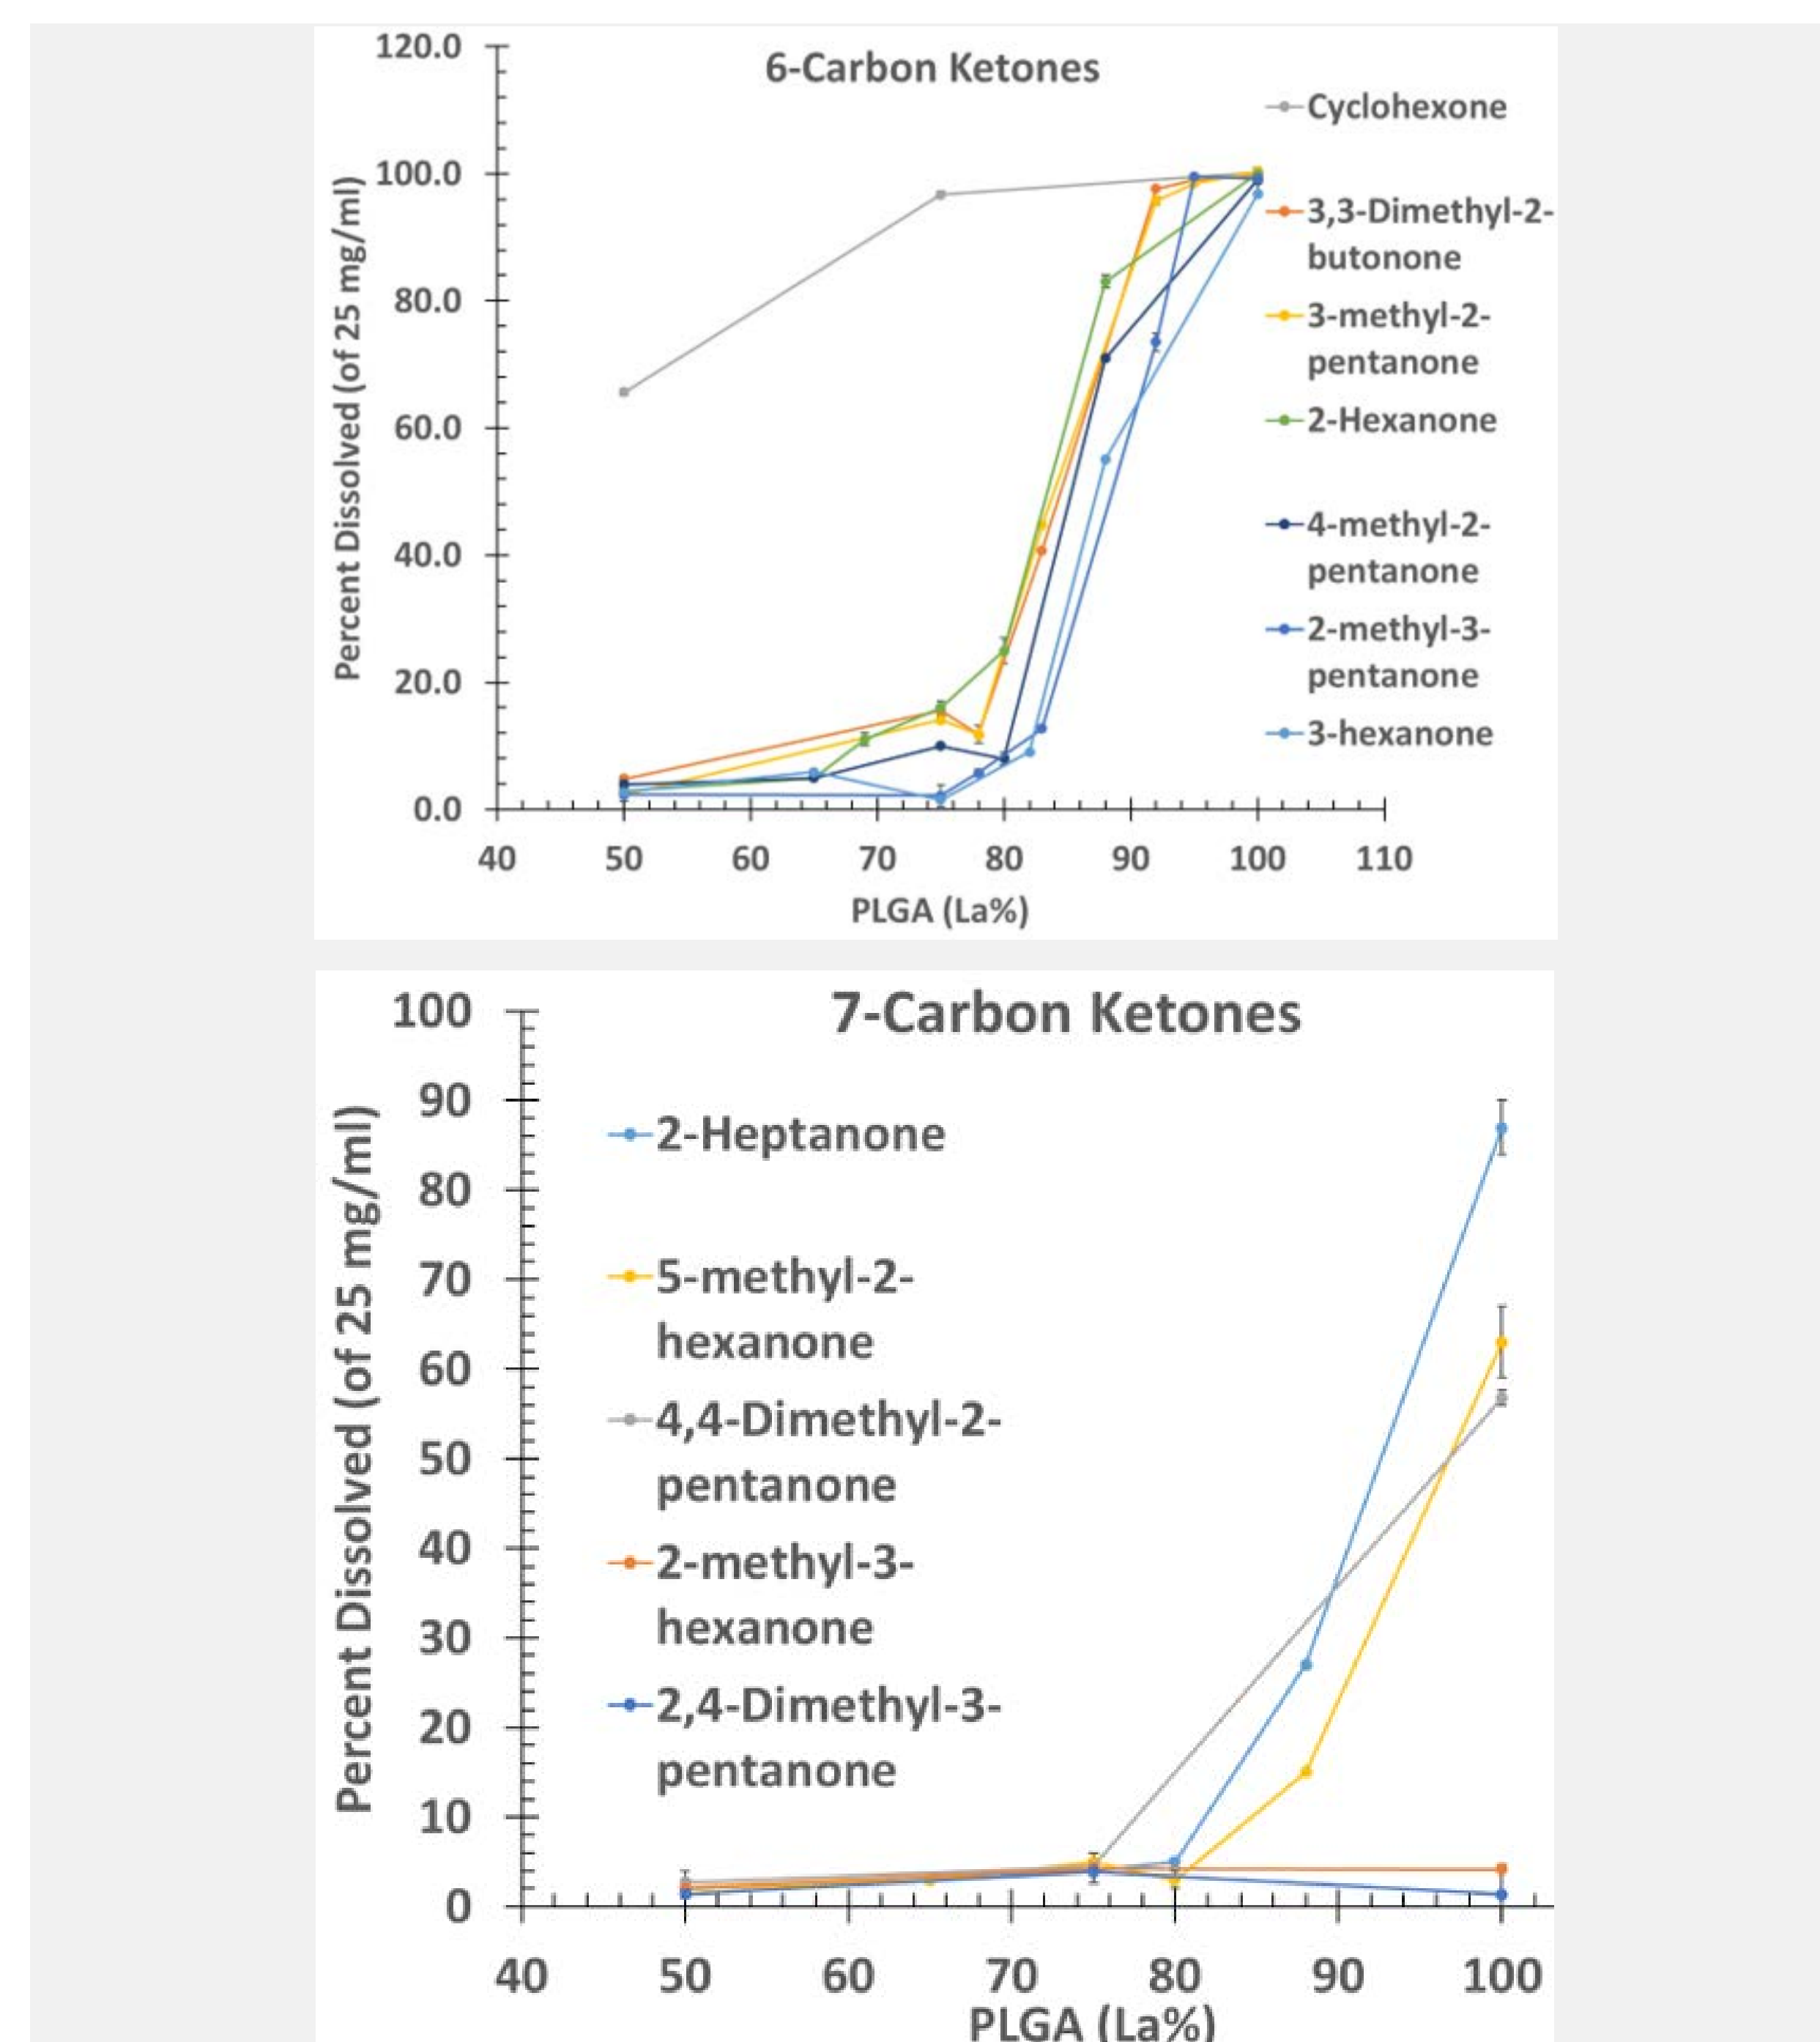 6-Carbon Ketones
120.0
100.0
80.0
60.0
40.0
20.0
0.0
Percent Dissolved (of 25 mg/ml)
40 50 60 70 80 90 100 110
PLGA (La%)
Cyclohexone
3,3-Dimethyl-2-
butonone
3-methyl-2-
pentanone
2-Hexanone
4-methyl-2-
pentanone
2-methyl-3-
pentanone
3-hexanone
7-Carbon Ketones
100
90
80
70
60
50
40
30
20
10
0
Percent Dissolved (of 25 mg/ml)
2-Heptanone
5-methyl-2-
hexanone
4,4-Dimethyl-2-
pentanone
2-methyl-3-
hexanone
2,4-Dimethyl-3-
pentanone
40 50 60 70 80 90 100
PLGA (La%)